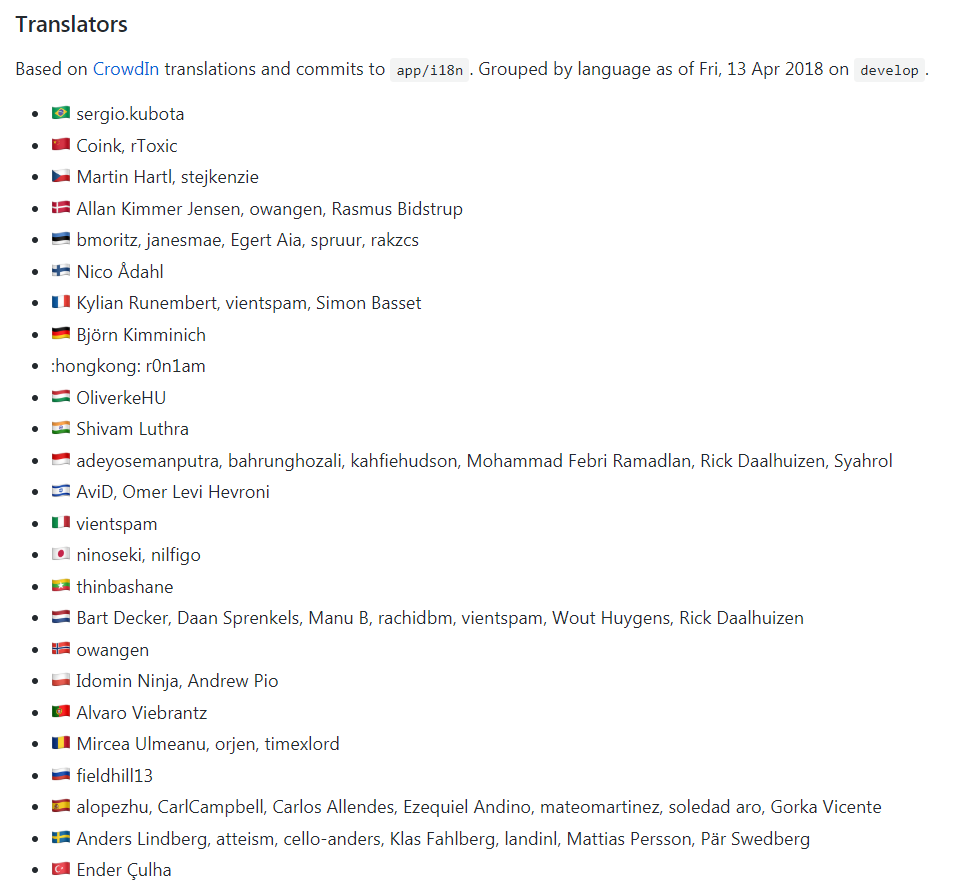 Translators
Based on CrowdIn translations and commits to app/i18n. Grouped by language as of Fri, 13 Apr 2018 on develop.
sergio.kubota
Coink, rToxic
Martin Hartl, stejkenzie
Allan Kimmer Jensen, owangen, Rasmus Bidstrup
bmoritz, janesmae, Egert Aia, spruur, rakzcs
Nico Ådahl
Kylian Runembert, vientspam, Simon Basset
Björn Kimminich
:hongkong: r0n1am
OliverkeHU
Shivam Luthra
adeyosemanputra, bahrunghozali, kahfiehudson, Mohammad Febri Ramadlan, Rick Daalhuizen, Syahrol
AviD, Omer Levi Hevroni
vientspam
ninoseki, nilfigo
thinbashane
Bart Decker, Daan Sprenkels, Manu B, rachidbm, vientspam, Wout Huygens, Rick Daalhuizen
owangen
Idomin Ninja, Andrew Pio
Alvaro Viebrantz
Mircea Ulmeanu, orjen, timexlord
fieldhill13
alopezhu, CarlCampbell, Carlos Allendes, Ezequiel Andino, mateomartinez, soledad aro, Gorka Vicente
Anders Lindberg, atteism, cello-anders, Klas Fahlberg, landinl, Mattias Persson, Pär Swedberg
Ender Çulha